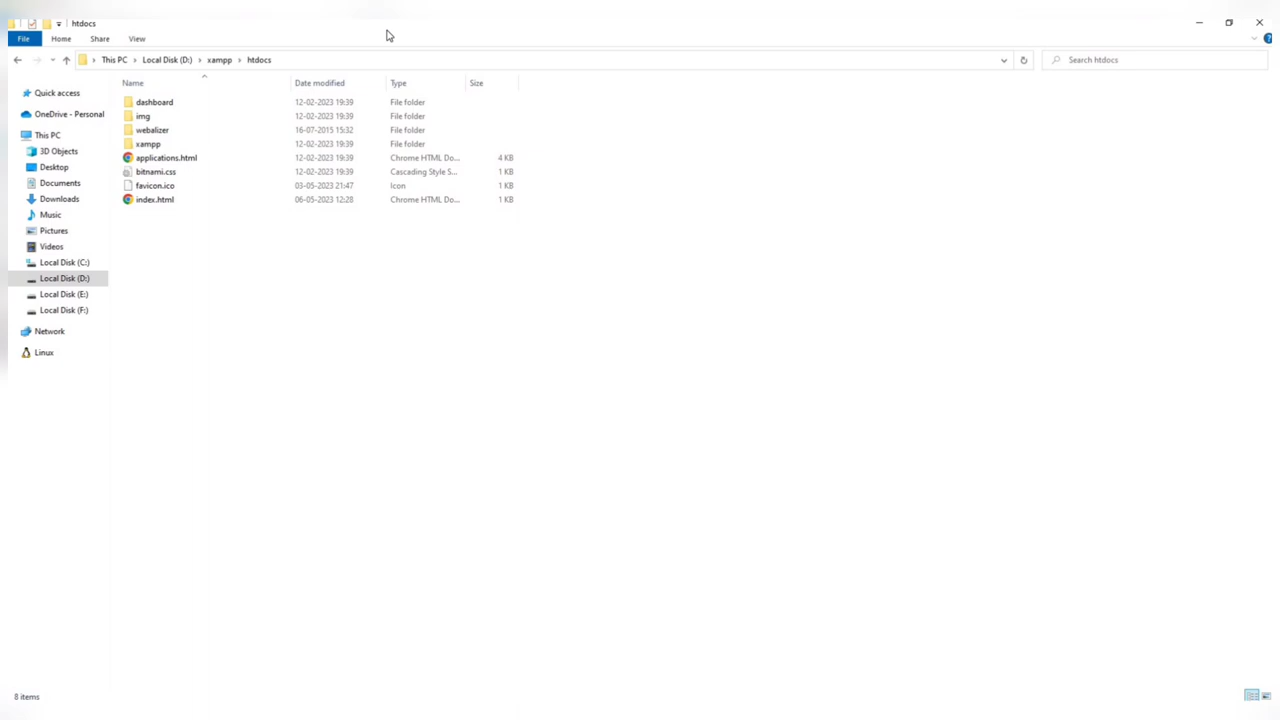 htdocs
File Home Share View
This PC Local Disk (D:) xampp htdocs Search htdocs
Name Date modified Type Size
Quick access
OneDrive - Personal
This PC
3D Objects
Desktop
Documents
Downloads
Music
Pictures
Videos
Local Disk (C:)
Local Disk (D:)
Local Disk (E:)
Local Disk (F:)
Network
Linux
dashboard 12-02-2023 19:39 File folder
img 12-02-2023 19:39 File folder
webalizer 16-07-2015 15:32 File folder
xampp 12-02-2023 19:39 File folder
applications.html 12-02-2023 19:39 Chrome HTML Do... 4 KB
bitnami.css 12-02-2023 19:39 Cascading Style S... 1 KB
favicon.ico 03-05-2023 21:47 Icon 1 KB
index.html 06-05-2023 12:28 Chrome HTML Do... 1 KB
8 items